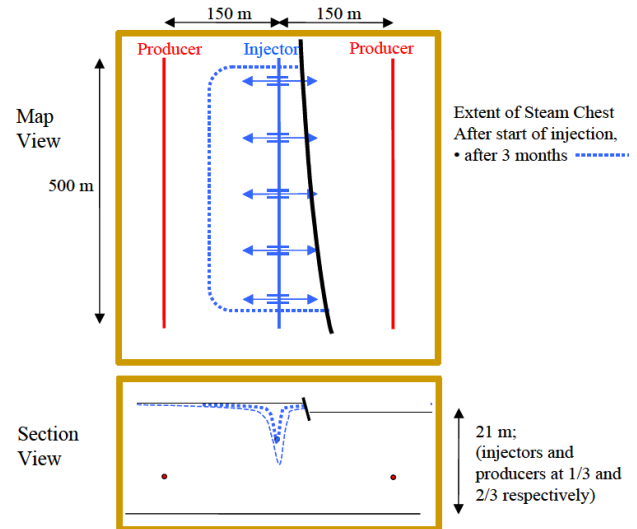 150 m 150 m
Producer Injector Producer
Map
View
500 m
Extent of Steam Chest
After start of injection,
• after 3 months
Section
View
21 m;
(injectors and
producers at 1/3 and
2/3 respectively)